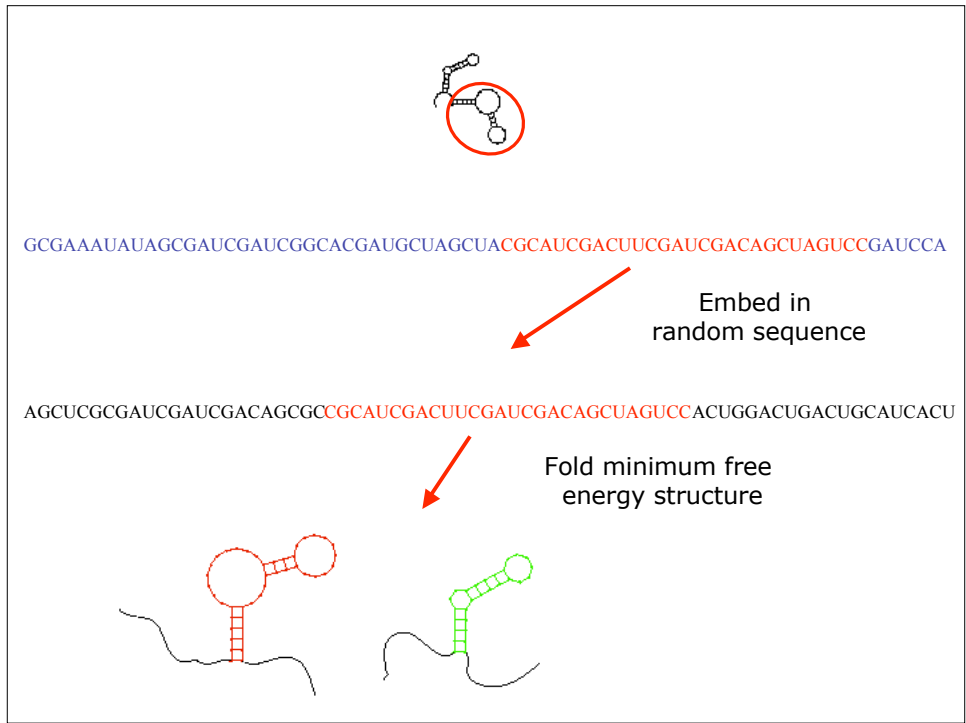 GCGAAAUAUAGCGAUCGAUCGGCACGAUGCUAGCUACGCAUCGACUUCGAUCGACAGCUAGUCCGAUCCA
Embed in
random sequence
AGCUCGCGAUCGAUCGACAGCGCCGCAUCGACUUCGAUCGACAGCUAGUCCACUGGACUGACUGCAUCACU
Fold minimum free
energy structure